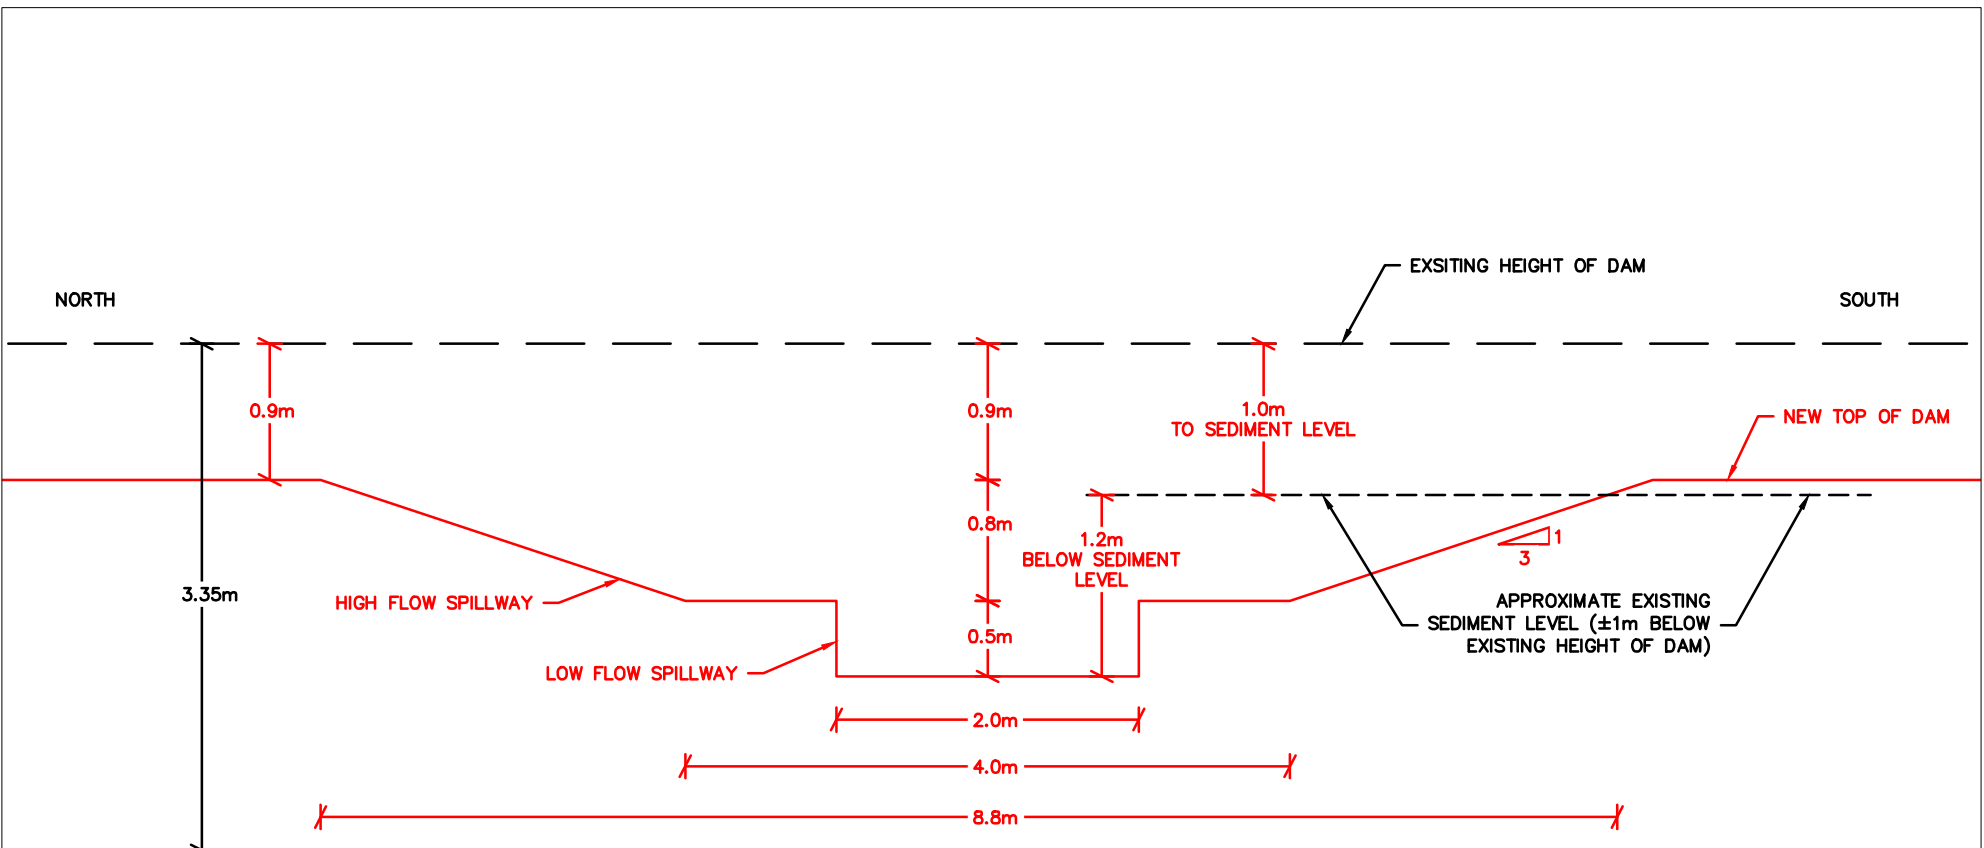 EXSITING HEIGHT OF DAM
NORTH
SOUTH
0.9m
0.9m
1.0m
TO SEDIMENT LEVEL
NEW TOP OF DAM
0.8m
1.2m
BELOW SEDIMENT
LEVEL
1
3
3.35m
HIGH FLOW SPILLWAY
APPROXIMATE EXISTING
SEDIMENT LEVEL (±1m BELOW
EXISTING HEIGHT OF DAM)
0.5m
LOW FLOW SPILLWAY
2.0m
4.0m
8.8m